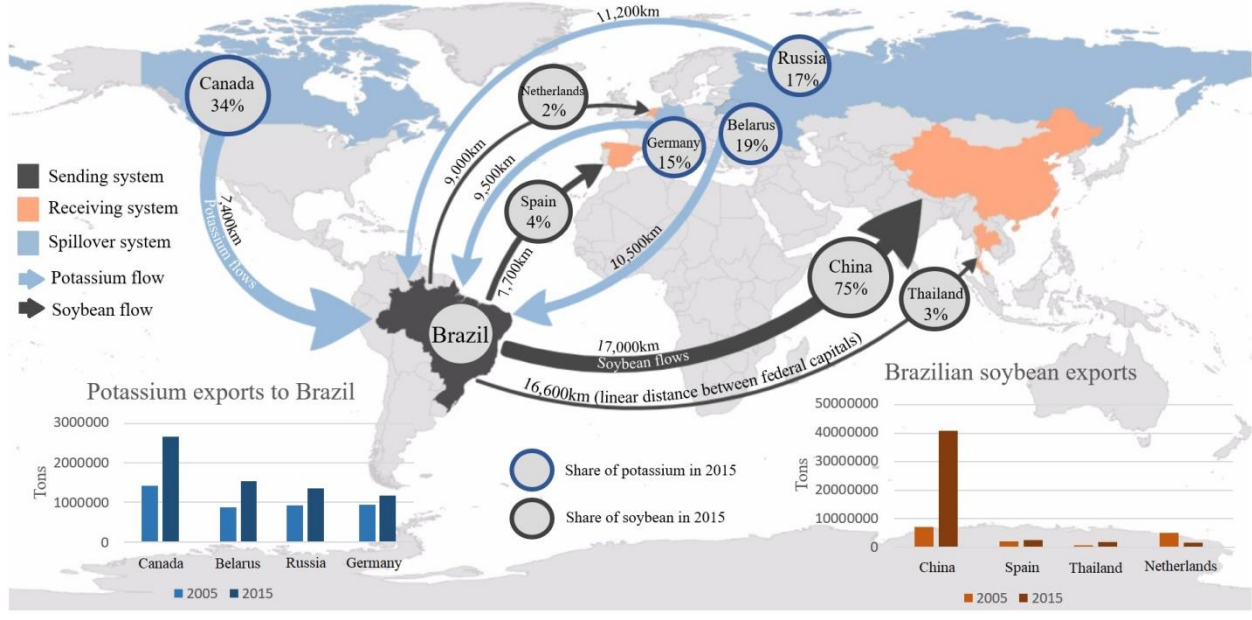 11,200km
Russia
17%
Canada
34%
Netherlands
2%
Belarus
19%
Germany
15%
9,000km
9,500km
Sending system
Receiving system
Spillover system
Potassium flow
Soybean flow
7,400km
Potassium flows
Spain
4%
7,700km
10,500km
China
75%
Thailand
3%
Brazil
17,000km
Soybean flows
16,600km (linear distance between federal capitals)
Potassium exports to Brazil
Tons
3000000
2000000
1000000
0
Canada
Belarus
Russia
Germany
2005
2015
Share of potassium in 2015
Share of soybean in 2015
Brazilian soybean exports
Tons
50000000
40000000
30000000
20000000
10000000
0
China
Spain
Thailand
Netherlands
2005
2015